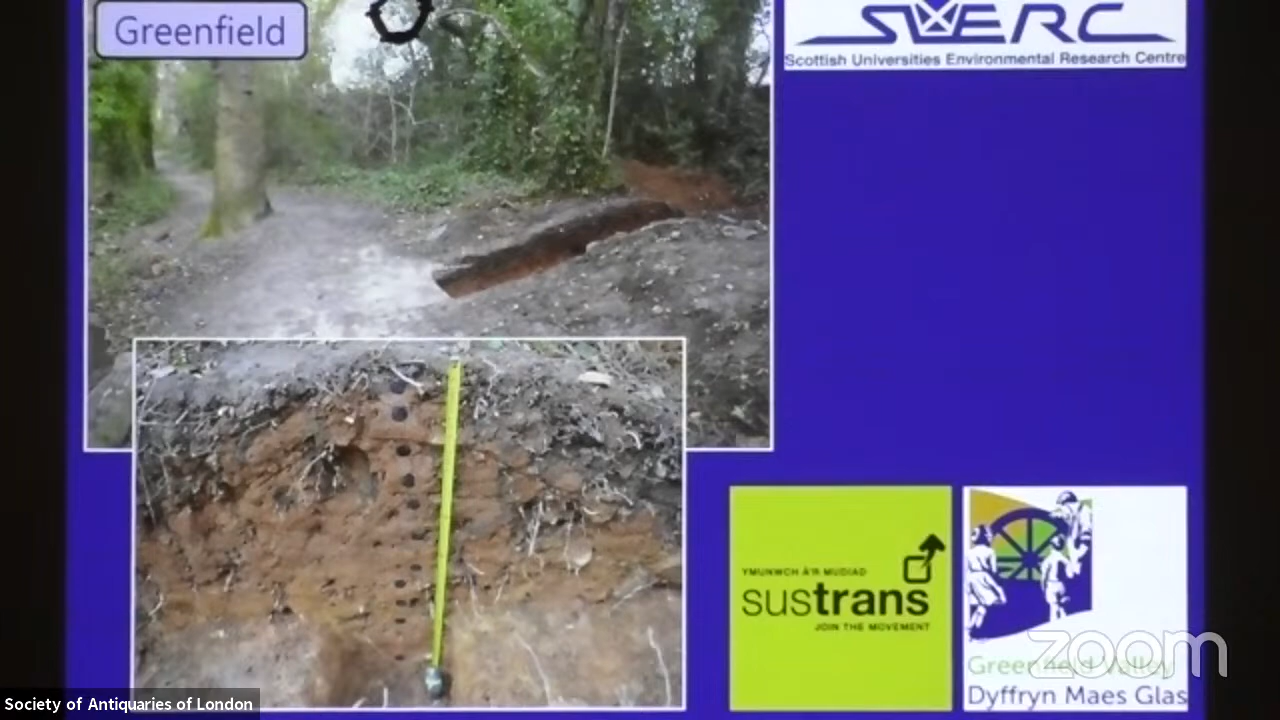 Greenfield
SUERC
Scottish Universities Environmental Research Centre
YMUNWCH Â'R MUDIAD
sustrans
JOIN THE MOVEMENT
Greenfield Valley
Dyffryn Maes Glas
zoom
Society of Antiquaries of London